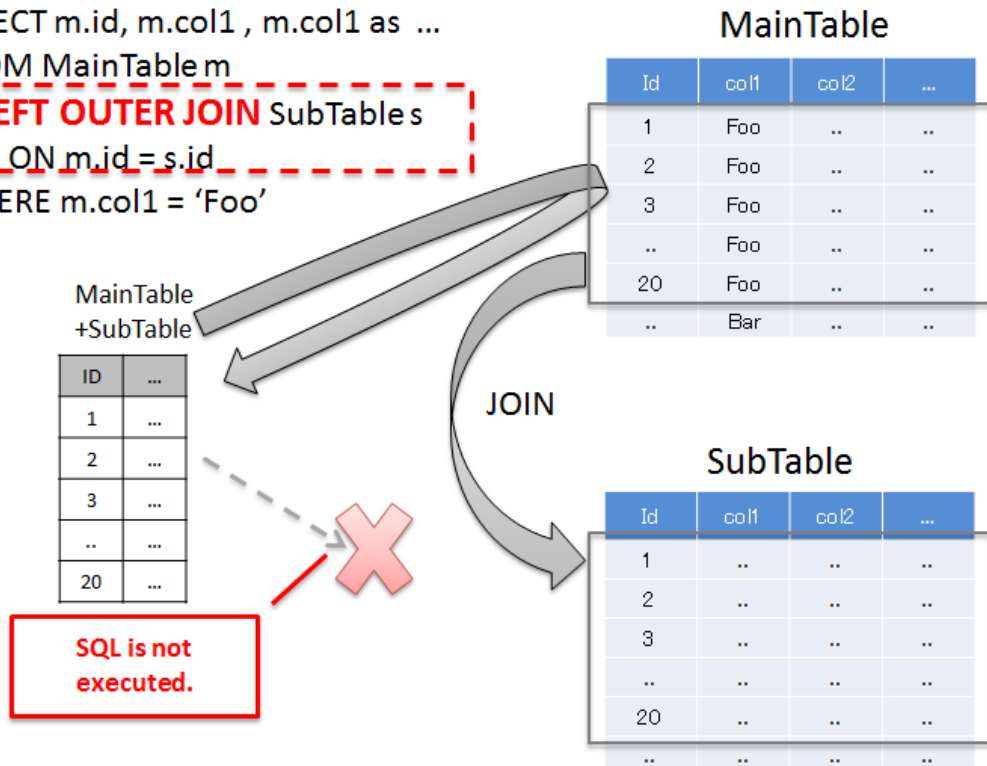 ECT m.id, m.col1 , m.col1 as ...
OM MainTable m
EFT OUTER JOIN SubTable s
ON m.id = s.id
ERE m.col1 = 'Foo'
MainTable
Id col1 col2 ...
1 Foo .. ..
2 Foo .. ..
3 Foo .. ..
.. Foo .. ..
20 Foo .. ..
.. Bar .. ..
MainTable
+SubTable
ID ...
1 ...
2 ...
3 ...
.. ...
20 ...
JOIN
SQL is not
executed.
SubTable
Id col1 col2 ...
1 .. .. ..
2 .. .. ..
3 .. .. ..
.. .. .. ..
20 .. .. ..
.. .. .. ..